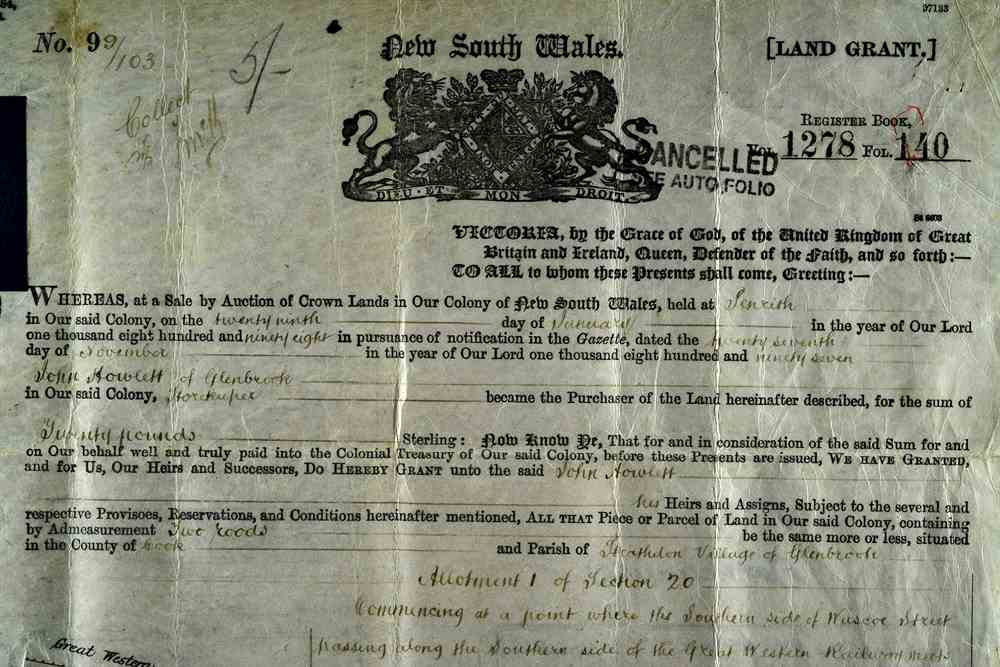 37133
No. 99/103
5/-
New South Wales.
[LAND GRANT.]
Collect
REGISTER BOOK,
VOL. 1278 FOL. 140
CANCELLED
SEE AUTO FOLIO
DIEU · ET MON DROIT
VICTORIA, by the Grace of God, of the United Kingdom of Great
Britain and Ireland, Queen, Defender of the Faith, and so forth:—
TO ALL to whom these Presents shall come, Greeting:—
WHEREAS, at a Sale by Auction of Crown Lands in Our Colony of New South Wales, held at Penrith
in Our said Colony, on the twenty ninth day of January in the year of Our Lord
one thousand eight hundred and ninety eight in pursuance of notification in the Gazette, dated the twenty seventh
day of November in the year of Our Lord one thousand eight hundred and ninety seven
John Howlett of Glenbrook
in Our said Colony, Storekeeper became the Purchaser of the Land hereinafter described, for the sum of
Twenty pounds Sterling: Now Know Ye, That for and in consideration of the said Sum for and
on Our behalf well and truly paid into the Colonial Treasury of Our said Colony, before these Presents are issued, WE HAVE GRANTED,
and for Us, Our Heirs and Successors, DO HEREBY GRANT unto the said John Howlett
his Heirs and Assigns, Subject to the several and
respective Provisoes, Reservations, and Conditions hereinafter mentioned, ALL THAT Piece or Parcel of Land in Our said Colony, containing
by Admeasurement Two roods be the same more or less, situated
in the County of Cook and Parish of Strathdon Village of Glenbrook
Allotment 1 of Section 20
Commencing at a point where the Southern side of Wascoe Street
passing along the Southern side of the Great Western Railway meets
Great Western